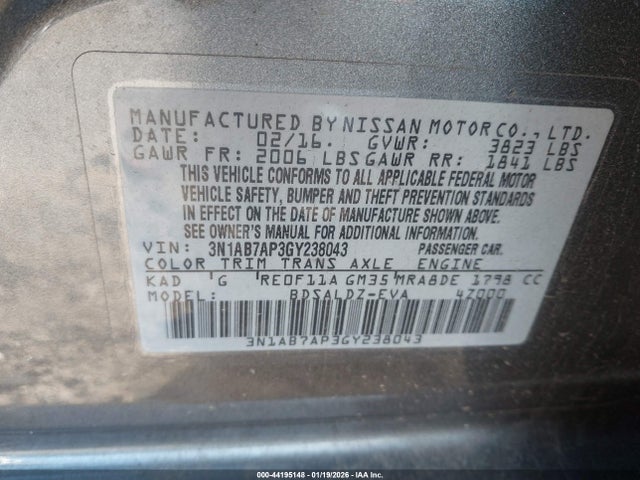 MANUFACTURED BY NISSAN MOTOR CO., LTD.
DATE: 02/16. GVWR: 3823 LBS
GAWR FR: 2006 LBS GAWR RR: 1841 LBS
THIS VEHICLE CONFORMS TO ALL APPLICABLE FEDERAL MOTOR
VEHICLE SAFETY, BUMPER AND THEFT PREVENTION STANDARDS
IN EFFECT ON THE DATE OF MANUFACTURE SHOWN ABOVE.
SEE OWNER'S MANUAL FOR ADDITIONAL INFORMATION.
VIN: 3N1AB7AP3GY238043 PASSENGER CAR.
COLOR TRIM TRANS AXLE ENGINE
KAD G RE0F11A GM35 MRA8DE 1798 CC
MODEL: BDSALDZ-EVA 4Z000
3N1AB7AP3GY238043
000-44195148 - 01/19/2026 - IAA Inc.